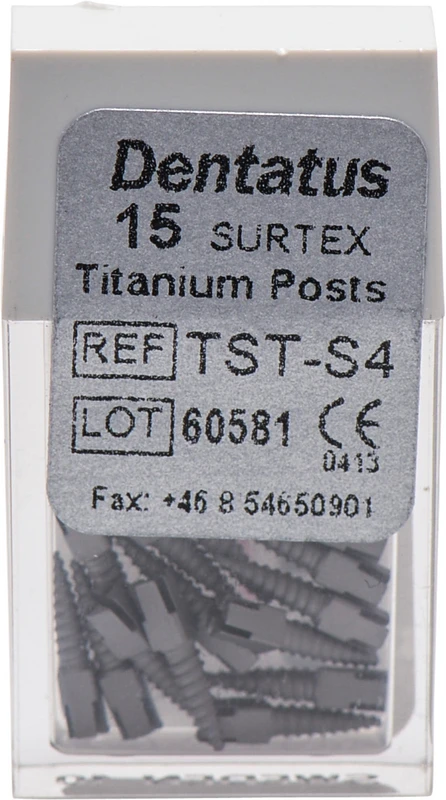 Dentatus
15 SURTEX
Titanium Posts
REF TST-S4
LOT 60581 CE
0413
Fax: +46 8 54650901